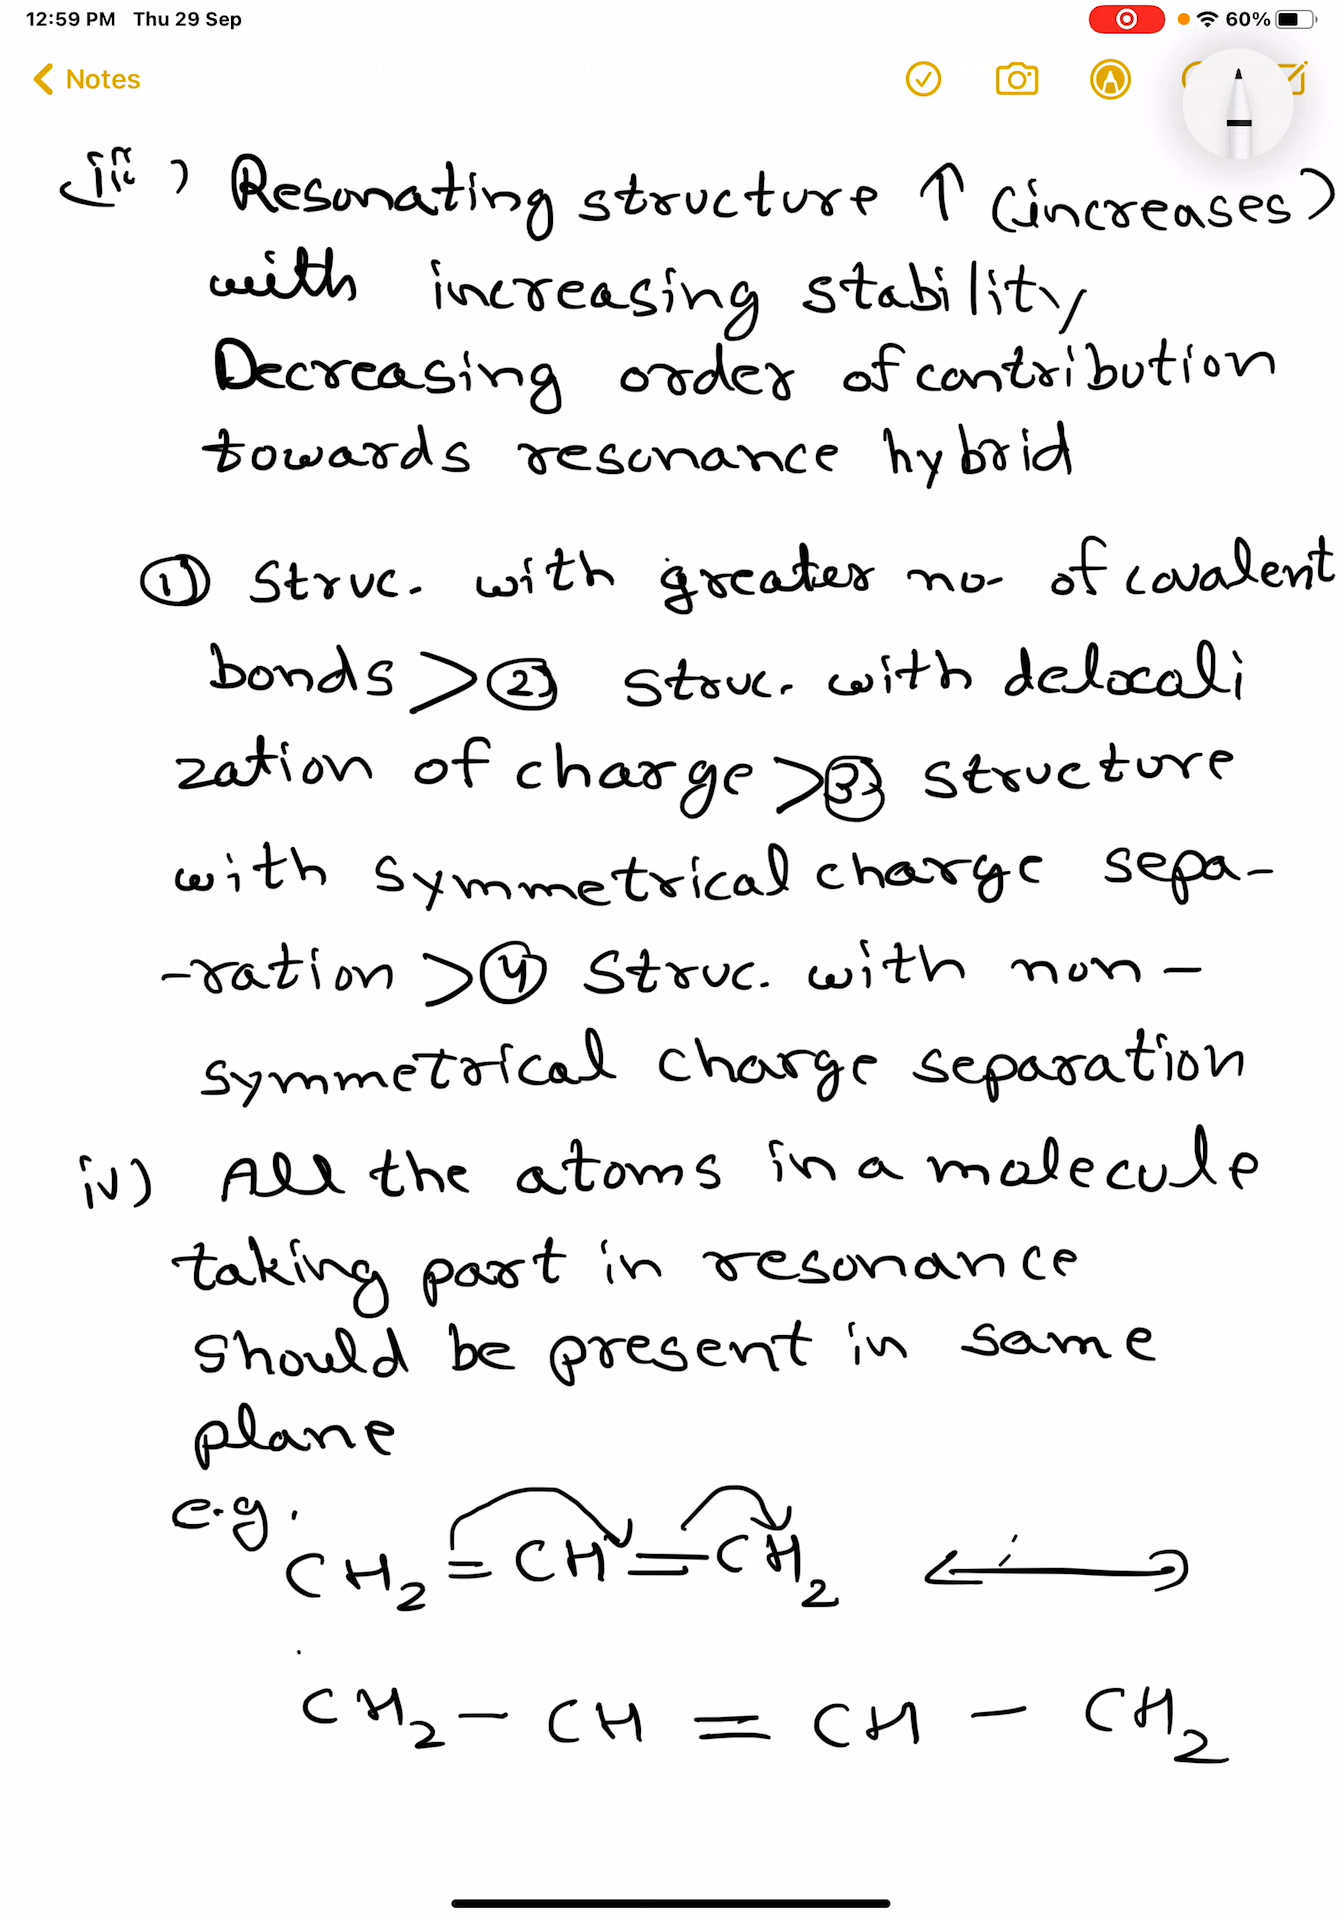 12:59 PM Thu 29 Sep 60%
Notes
iii) Resonating structure ↑ (increases)
with increasing stability
Decreasing order of contribution
towards resonance hybrid
① Struc. with greater no. of covalent
bonds > ② struc. with delocali
zation of charge > ③ structure
with symmetrical charge sepa-
-ration > ④ struc. with non-
symmetrical charge separation
iv) All the atoms in a molecule
taking part in resonance
should be present in same
plane
e.g.
CH₂ = CH = CH₂ ⟷
CH₂ - CH = CH - CH₂